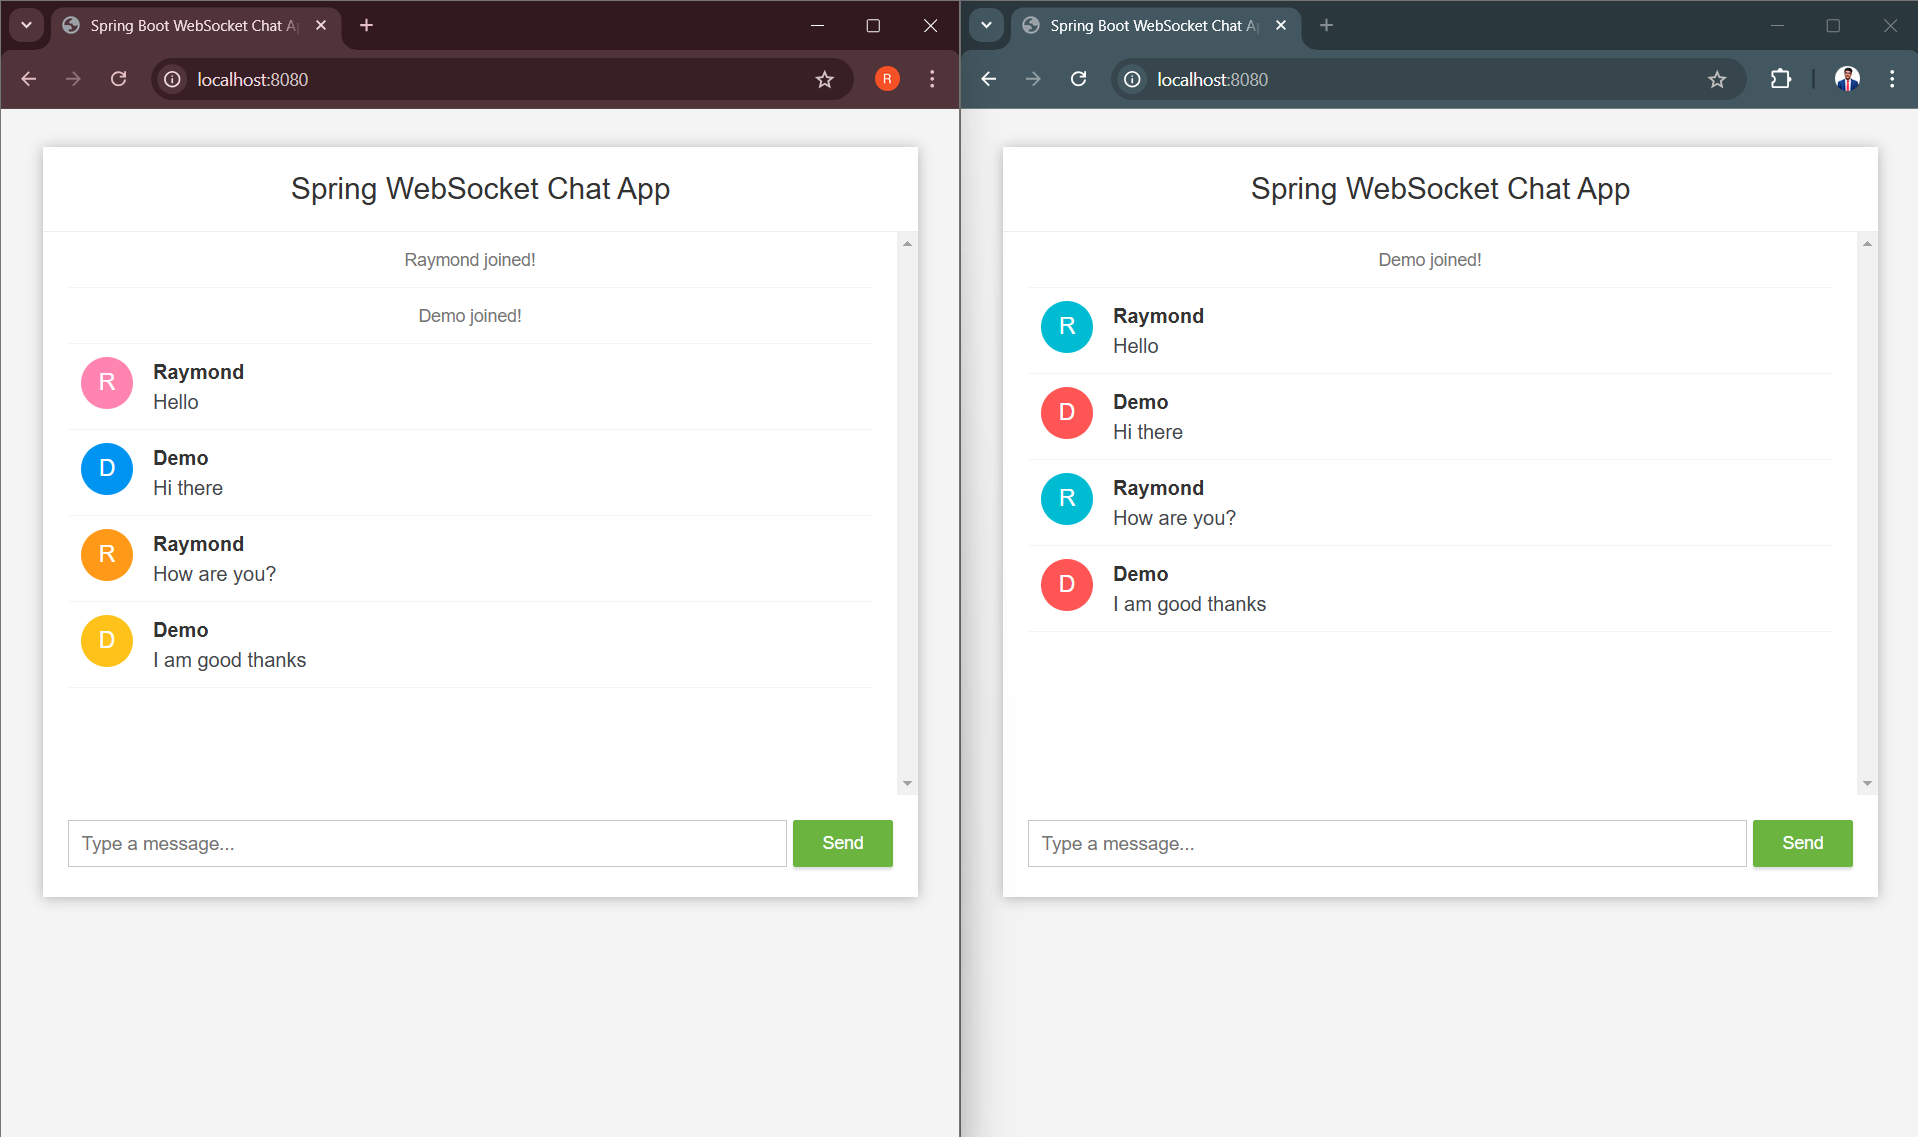 Spring Boot WebSocket Chat A
localhost:8080
R
Spring WebSocket Chat App
Raymond joined!
Demo joined!
R
Raymond
Hello
D
Demo
Hi there
R
Raymond
How are you?
D
Demo
I am good thanks
Type a message...
Send
Spring Boot WebSocket Chat A
localhost:8080
Spring WebSocket Chat App
Demo joined!
R
Raymond
Hello
D
Demo
Hi there
R
Raymond
How are you?
D
Demo
I am good thanks
Type a message...
Send